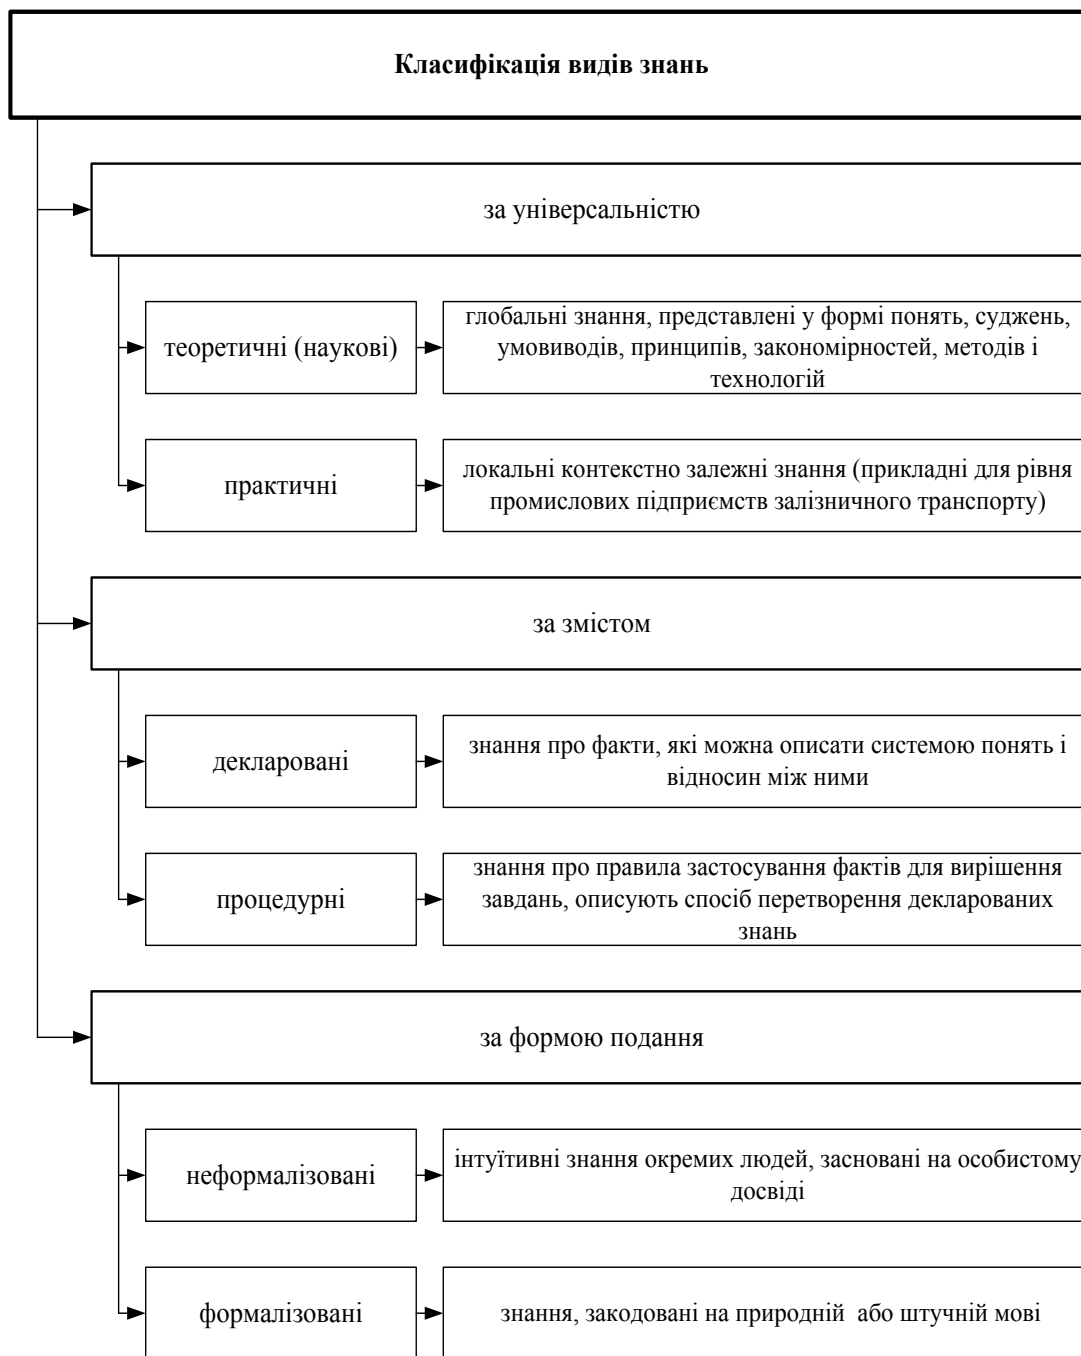 Класифікація видів знань
за універсальністю
теоретичні (наукові)
глобальні знання, представлені у формі понять, суджень,
умовиводів, принципів, закономірностей, методів і
технологій
практичні
локальні контекстно залежні знання (прикладні для рівня
промислових підприємств залізничного транспорту)
за змістом
декларовані
знання про факти, які можна описати системою понять і
відносин між ними
процедурні
знання про правила застосування фактів для вирішення
завдань, описують спосіб перетворення декларованих
знань
за формою подання
неформалізовані
інтуїтивні знання окремих людей, засновані на особистому
досвіді
формалізовані
знання, закодовані на природній або штучній мові